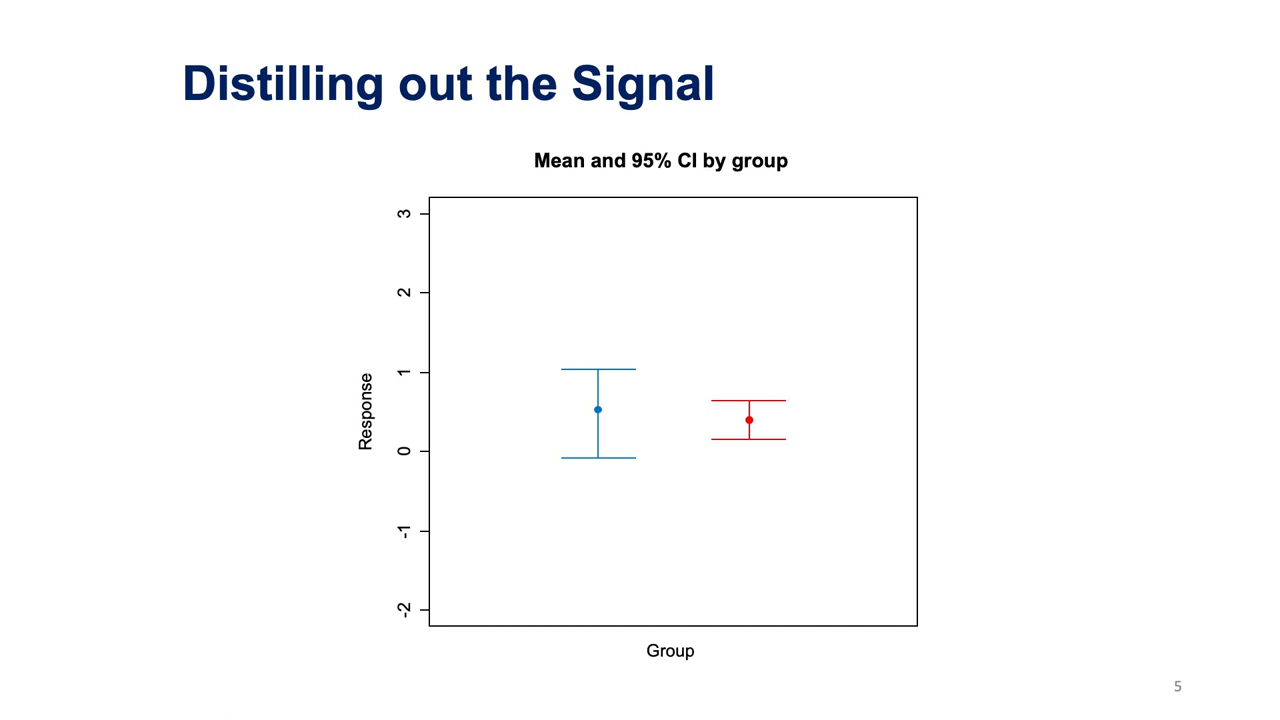 Distilling out the Signal
Mean and 95% CI by group
3
2
1
0
-1
-2
Response
Group
5